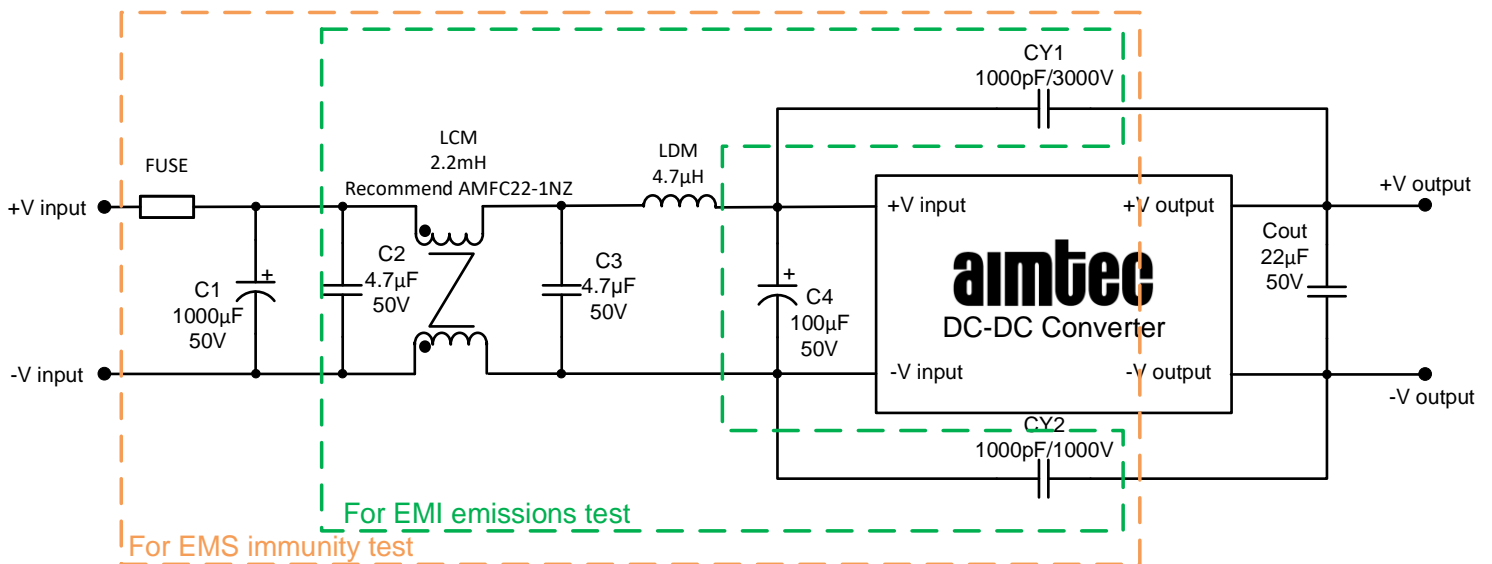 CY1
1000pF/3000V
LCM
2.2mH
Recommend AMFC22-1NZ
LDM
4.7µH
FUSE
+V input
+V input
+V output
+V output
C1
1000µF
50V
+
C2
4.7µF
50V
C3
4.7µF
50V
+
C4
100µF
50V
aimtec
DC-DC Converter
Cout
22µF
50V
-V input
-V input
-V output
-V output
CY2
1000pF/1000V
For EMI emissions test
For EMS immunity test